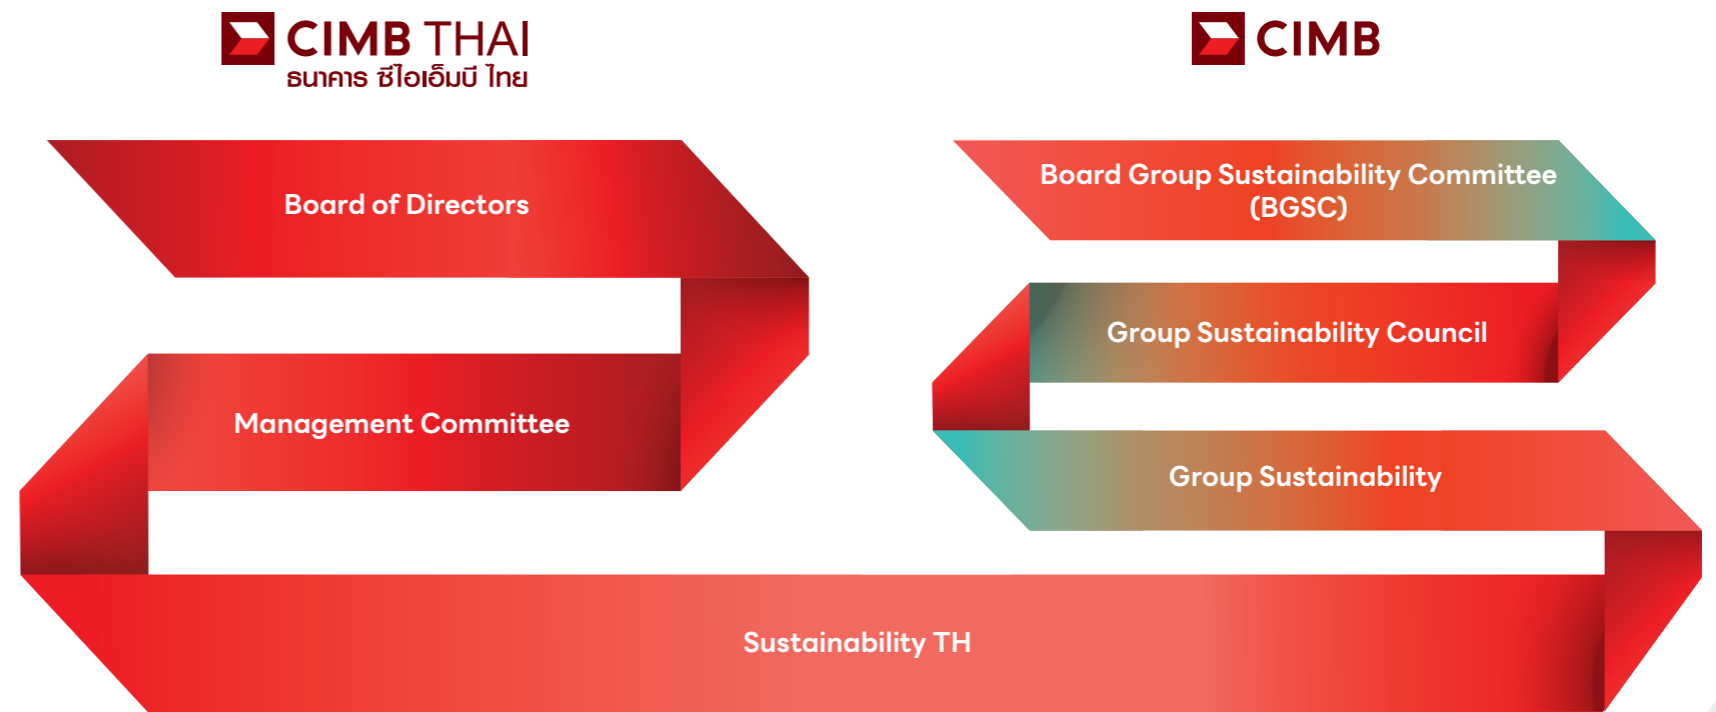 CIMB THAI
ธนาคาร ซีไอเอ็มบี ไทย
Board of Directors
Management Committee
CIMB
Board Group Sustainability Committee
(BGSC)
Group Sustainability Council
Group Sustainability
Sustainability TH